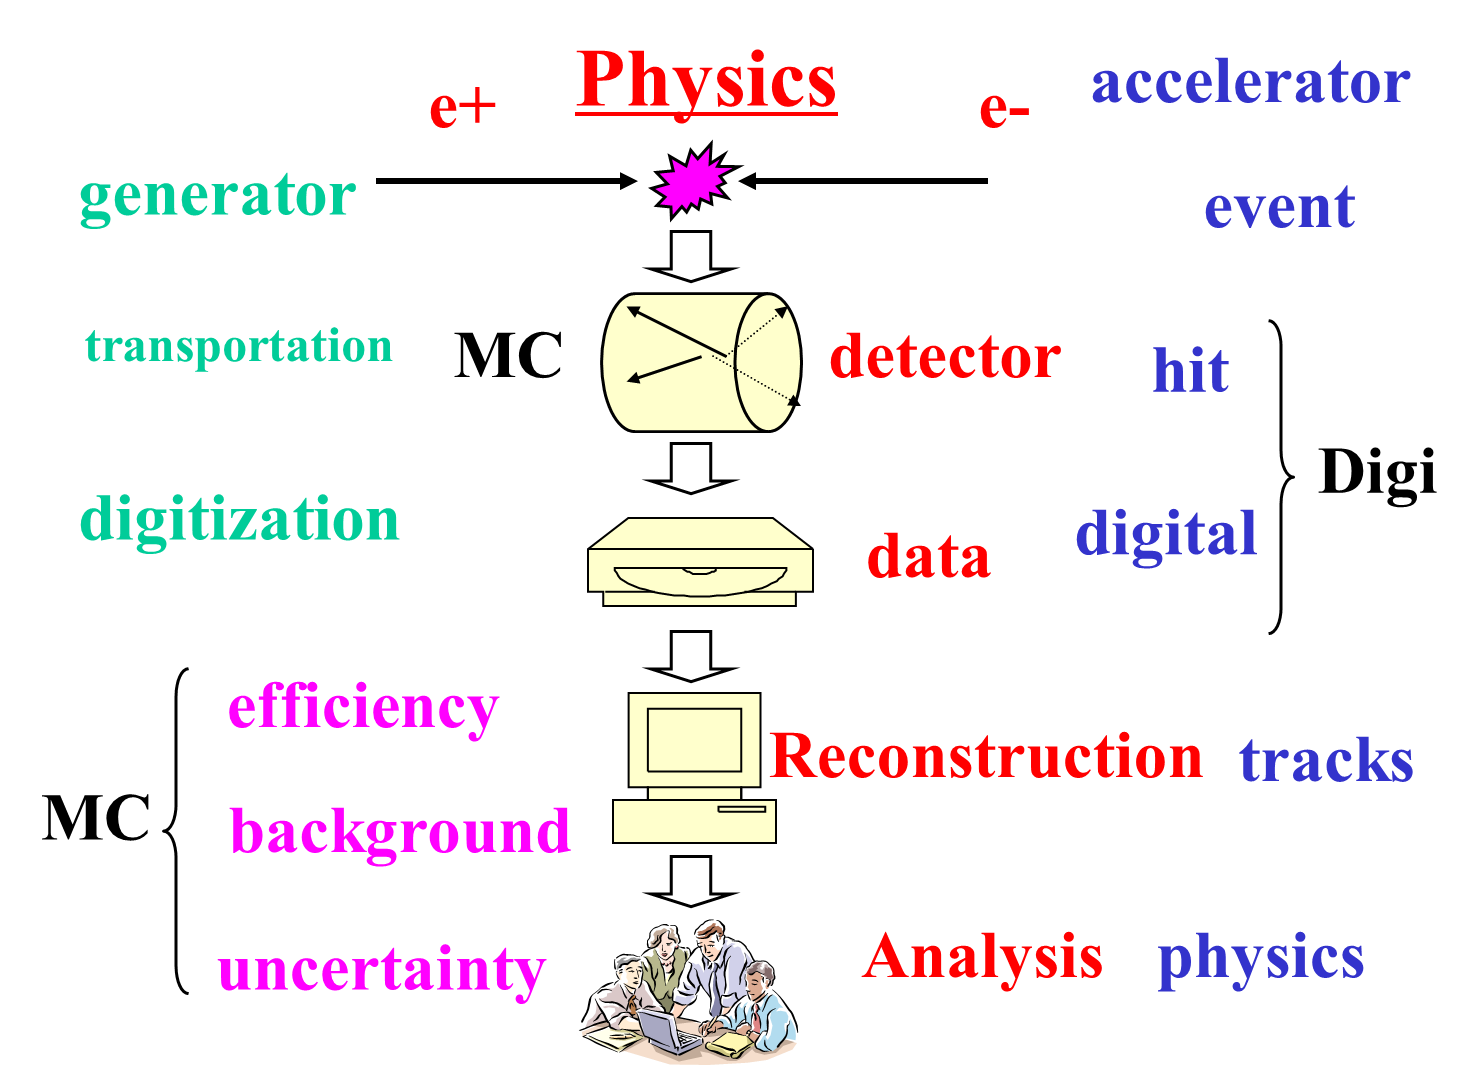 Physics
e+
e-
accelerator
generator
event
transportation
MC
detector
hit
Digi
digitization
digital
data
efficiency
Reconstruction
tracks
MC
background
uncertainty
Analysis
physics